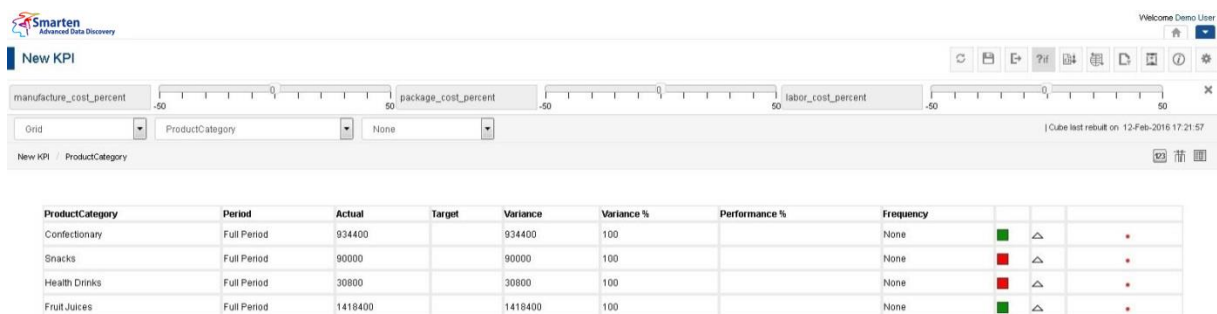 Smarten
Advanced Data Discovery
Welcome Demo User
New KPI
?if
manufacture_cost_percent -50 0 50 package_cost_percent -50 0 50 labor_cost_percent -50 0 50
Grid ProductCategory None | Cube last rebuilt on 12-Feb-2016 17:21:57
New KPI / ProductCategory 123
ProductCategory Period Actual Target Variance Variance % Performance % Frequency
Confectionary Full Period 934400 934400 100 None
Snacks Full Period 90000 90000 100 None
Health Drinks Full Period 30800 30800 100 None
Fruit Juices Full Period 1418400 1418400 100 None